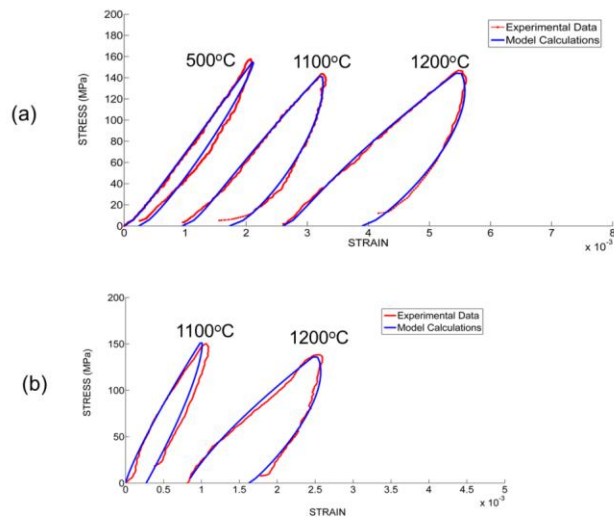 (a)
STRESS (MPa)
200
180
160
140
120
100
80
60
40
20
0
500°C
1100°C
1200°C
Experimental Data
Model Calculations
0 1 2 3 4 5 6 7 8
STRAIN
x 10⁻³
(b)
STRESS (MPa)
200
150
100
50
0
1100°C
1200°C
Experimental Data
Model Calculations
0 0.5 1 1.5 2 2.5 3 3.5 4 4.5 5
x 10⁻³
STRAIN